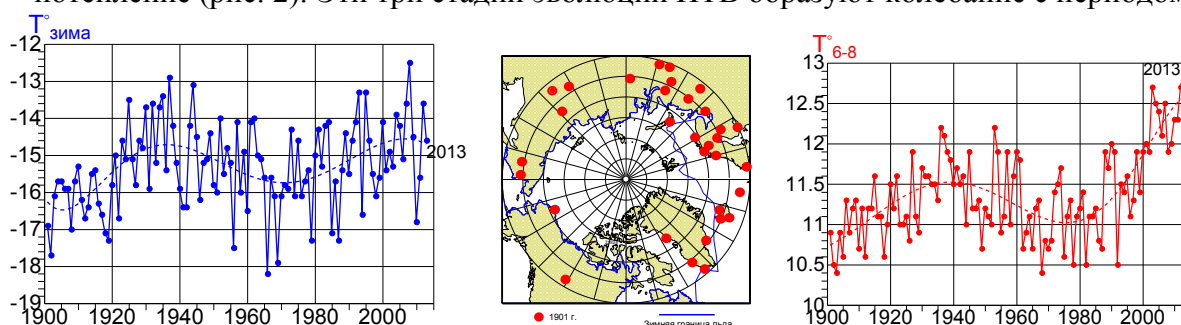 потепление (рис. 2). Эти три стадии эволюции ПТВ образуют колебание с периодом
T°зима
-12
-13
-14
-15
-16
-17
-18
-19
1900 1920 1940 1960 1980 2000
2013
1901 г.
Зимняя граница льда
T°6-8
13
12.5
12
11.5
11
10.5
10
1900 1920 1940 1960 1980 2000
2013